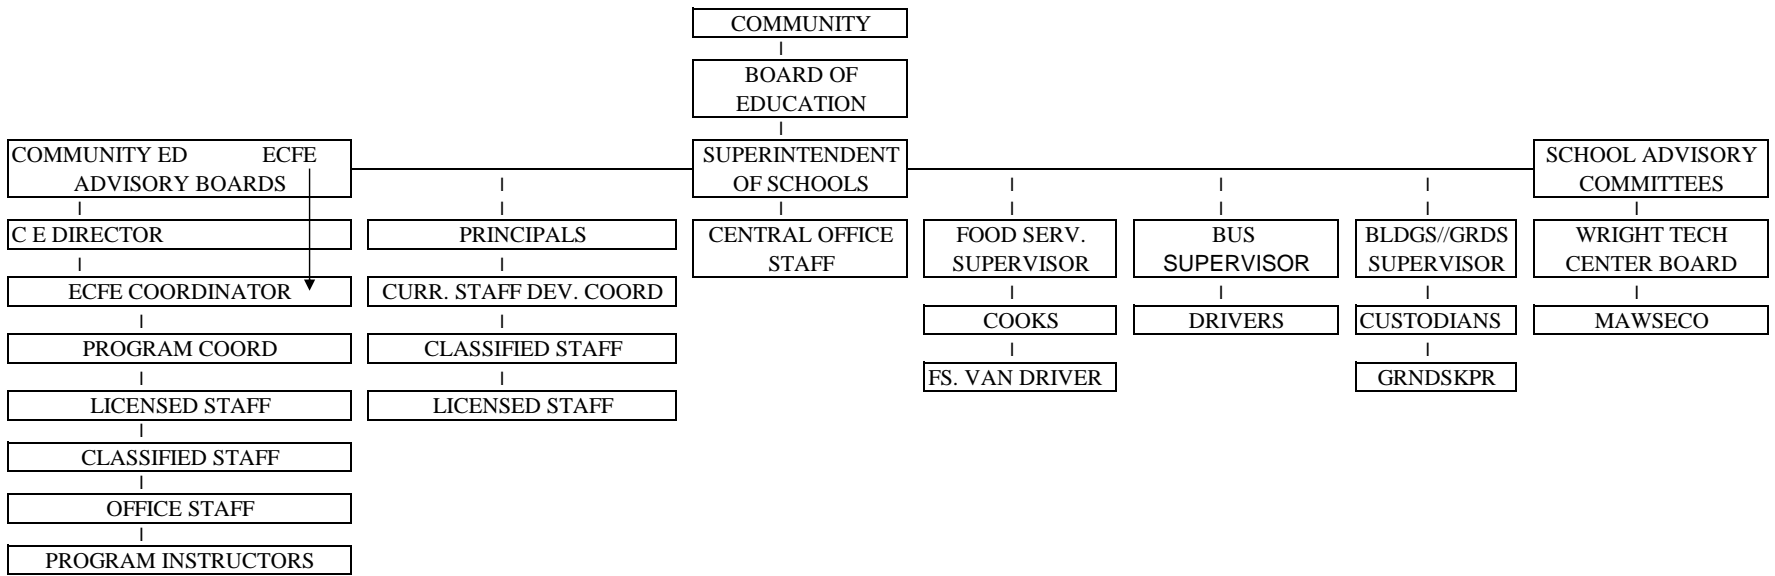 COMMUNITY
BOARD OF
EDUCATION
COMMUNITY ED ECFE
ADVISORY BOARDS
SUPERINTENDENT
OF SCHOOLS
SCHOOL ADVISORY
COMMITTEES
C E DIRECTOR
ECFE COORDINATOR
PROGRAM COORD
LICENSED STAFF
CLASSIFIED STAFF
OFFICE STAFF
PROGRAM INSTRUCTORS
PRINCIPALS
CURR. STAFF DEV. COORD
CLASSIFIED STAFF
LICENSED STAFF
CENTRAL OFFICE
STAFF
FOOD SERV.
SUPERVISOR
COOKS
FS. VAN DRIVER
BUS
SUPERVISOR
DRIVERS
BLDGS//GRDS
SUPERVISOR
CUSTODIANS
GRNDSKPR
WRIGHT TECH
CENTER BOARD
MAWSECO